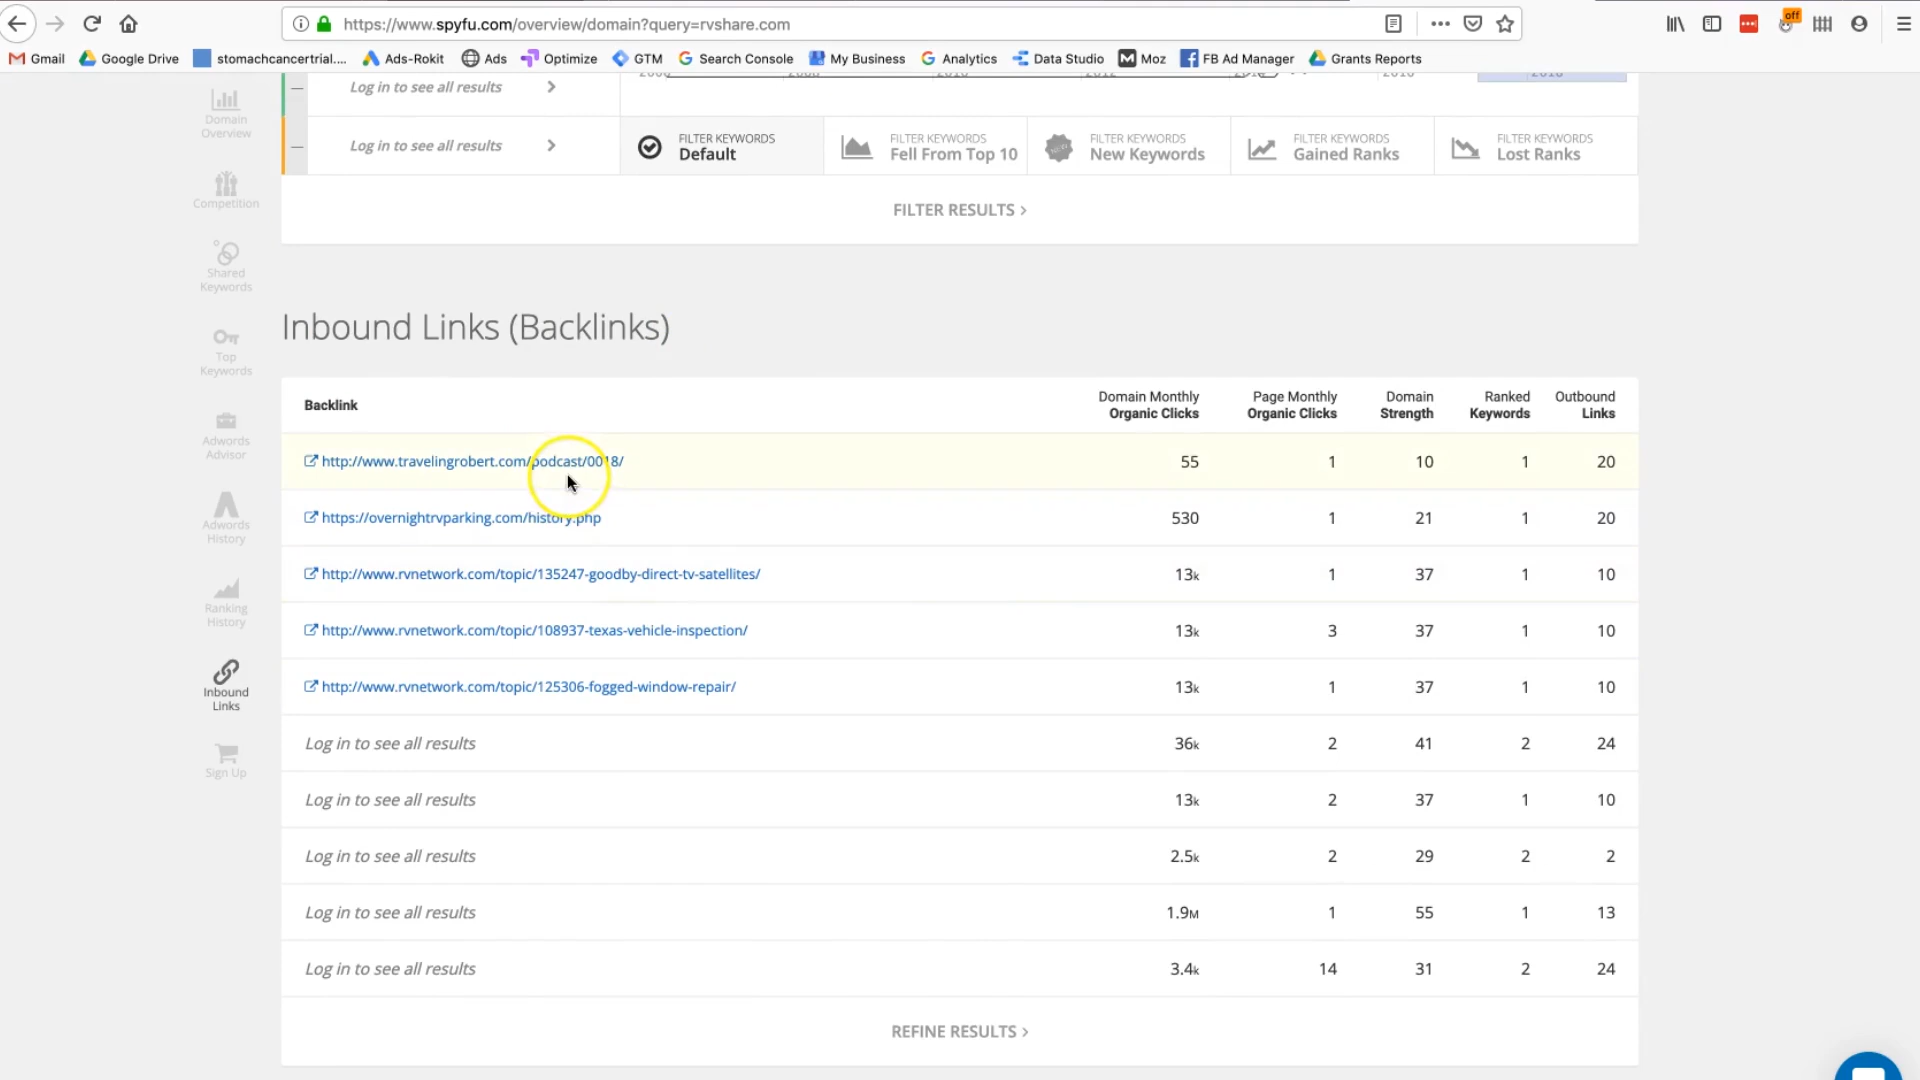 https://www.spyfu.com/overview/domain?query=rvshare.com
off
Gmail Google Drive stomachcancertrial.... Ads-Rokit Ads Optimize GTM Search Console My Business Analytics Data Studio Moz FB Ad Manager Grants Reports
Log in to see all results
Log in to see all results
FILTER KEYWORDS
Default
FILTER KEYWORDS
Fell From Top 10
NEW
FILTER KEYWORDS
New Keywords
FILTER KEYWORDS
Gained Ranks
FILTER KEYWORDS
Lost Ranks
FILTER RESULTS >
Domain
Overview
Competition
Shared
Keywords
Top
Keywords
Adwords
Advisor
Adwords
History
Ranking
History
Inbound
Links
Sign Up
Inbound Links (Backlinks)
Backlink
Domain Monthly
Organic Clicks
Page Monthly
Organic Clicks
Domain
Strength
Ranked
Keywords
Outbound
Links
http://www.travelingrobert.com/podcast/0018/ 55 1 10 1 20
https://overnightrvparking.com/history.php 530 1 21 1 20
http://www.rvnetwork.com/topic/135247-goodby-direct-tv-satellites/ 13k 1 37 1 10
http://www.rvnetwork.com/topic/108937-texas-vehicle-inspection/ 13k 3 37 1 10
http://www.rvnetwork.com/topic/125306-fogged-window-repair/ 13k 1 37 1 10
Log in to see all results 36k 2 41 2 24
Log in to see all results 13k 2 37 1 10
Log in to see all results 2.5k 2 29 2 2
Log in to see all results 1.9M 1 55 1 13
Log in to see all results 3.4k 14 31 2 24
REFINE RESULTS >